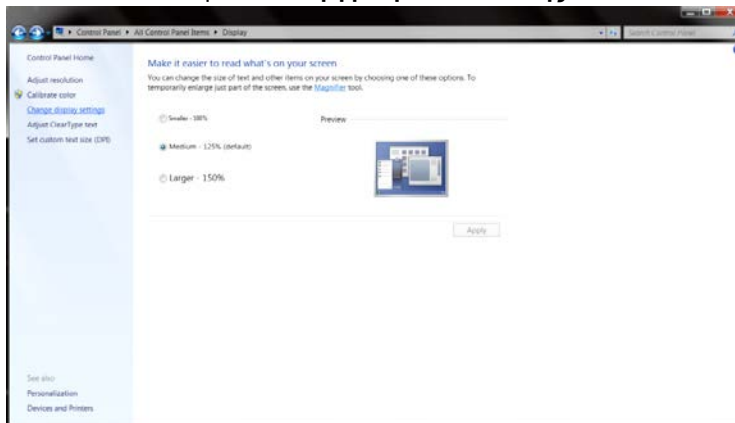 Control Panel ▸ All Control Panel Items ▸ Display
Search Control Panel
Control Panel Home
Adjust resolution
Calibrate color
Change display settings
Adjust ClearType text
Set custom text size (DPI)
Make it easier to read what's on your screen
You can change the size of text and other items on your screen by choosing one of these options. To
temporarily enlarge just part of the screen, use the Magnifier tool.
Smaller - 100%
Preview
Medium - 125% (default)
Larger - 150%
Apply
See also
Personalization
Devices and Printers